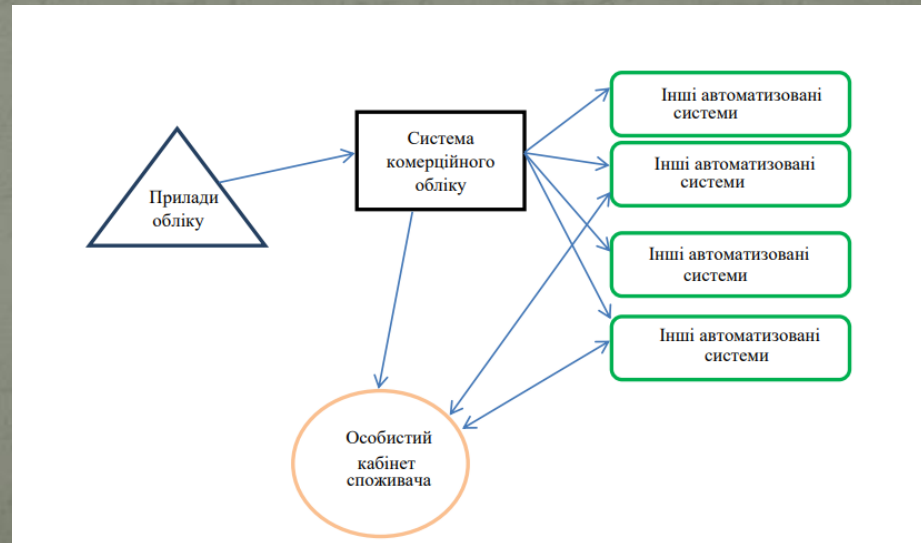 Прилади
обліку
Система
комерційного
обліку
Інші автоматизовані
системи
Інші автоматизовані
системи
Інші автоматизовані
системи
Інші автоматизовані
системи
Особистий
кабінет
споживача